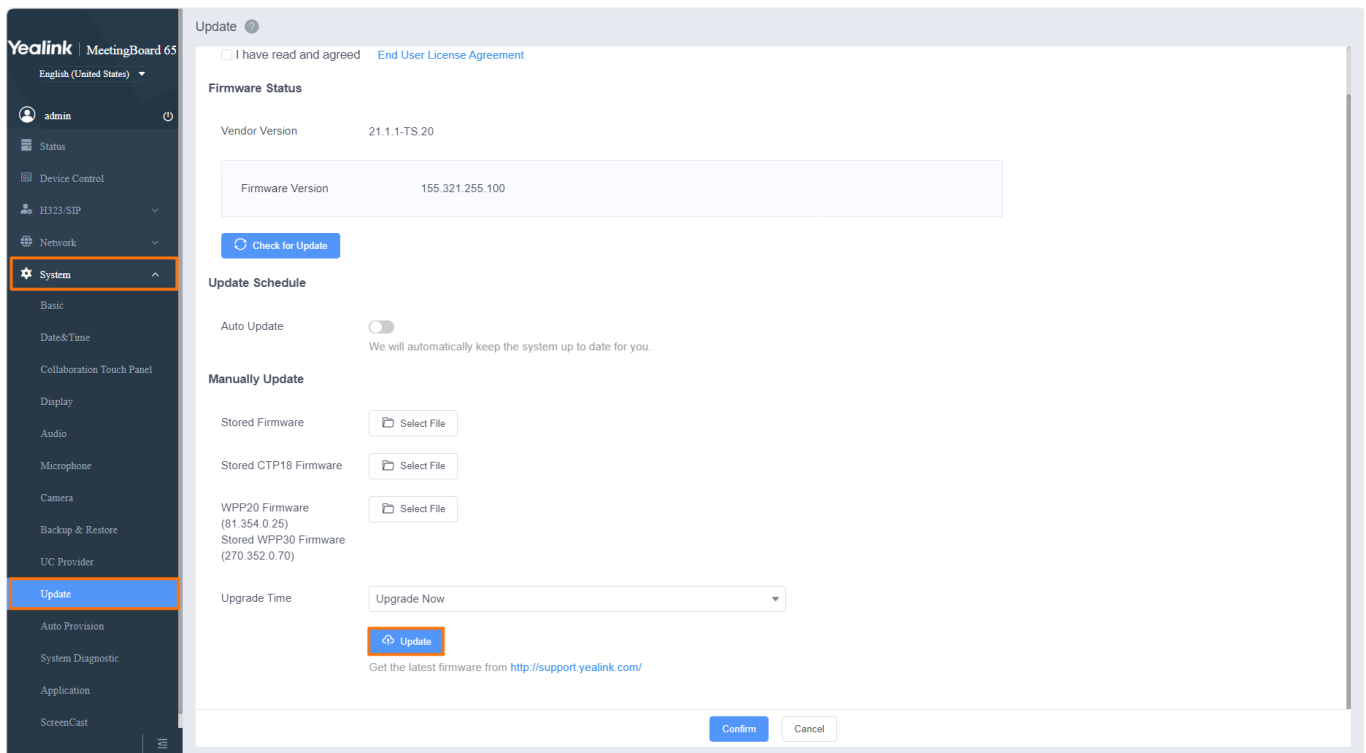 Yealink | MeetingBoard 65
English (United States)
admin
Status
Device Control
H323/SIP
Network
System
Basic
Date&Time
Collaboration Touch Panel
Display
Audio
Microphone
Camera
Backup & Restore
UC Provider
Update
Auto Provision
System Diagnostic
Application
ScreenCast
Update ?
I have read and agreed End User License Agreement
Firmware Status
Vendor Version 21.1.1-TS.20
Firmware Version 155.321.255.100
Check for Update
Update Schedule
Auto Update
We will automatically keep the system up to date for you.
Manually Update
Stored Firmware Select File
Stored CTP18 Firmware Select File
WPP20 Firmware Select File
(81.354.0.25)
Stored WPP30 Firmware
(270.352.0.70)
Upgrade Time Upgrade Now
Update
Get the latest firmware from http://support.yealink.com/
Confirm Cancel